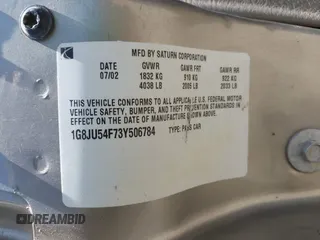 MFD BY SATURN CORPORATION
DATE GVWR GAWR FRT GAWR RR
07/02 1832 KG 910 KG 922 KG
4038 LB 2005 LB 2033 LB
THIS VEHICLE CONFORMS TO ALL APPLICABLE U.S. FEDERAL MOTOR
VEHICLE SAFETY, BUMPER, AND THEFT PREVENTION STANDARDS
IN EFFECT ON THE DATE OF MANUFACTURE SHOWN ABOVE.
1G8JU54F73Y506784 TYPE: PASS CAR
DREAMBID